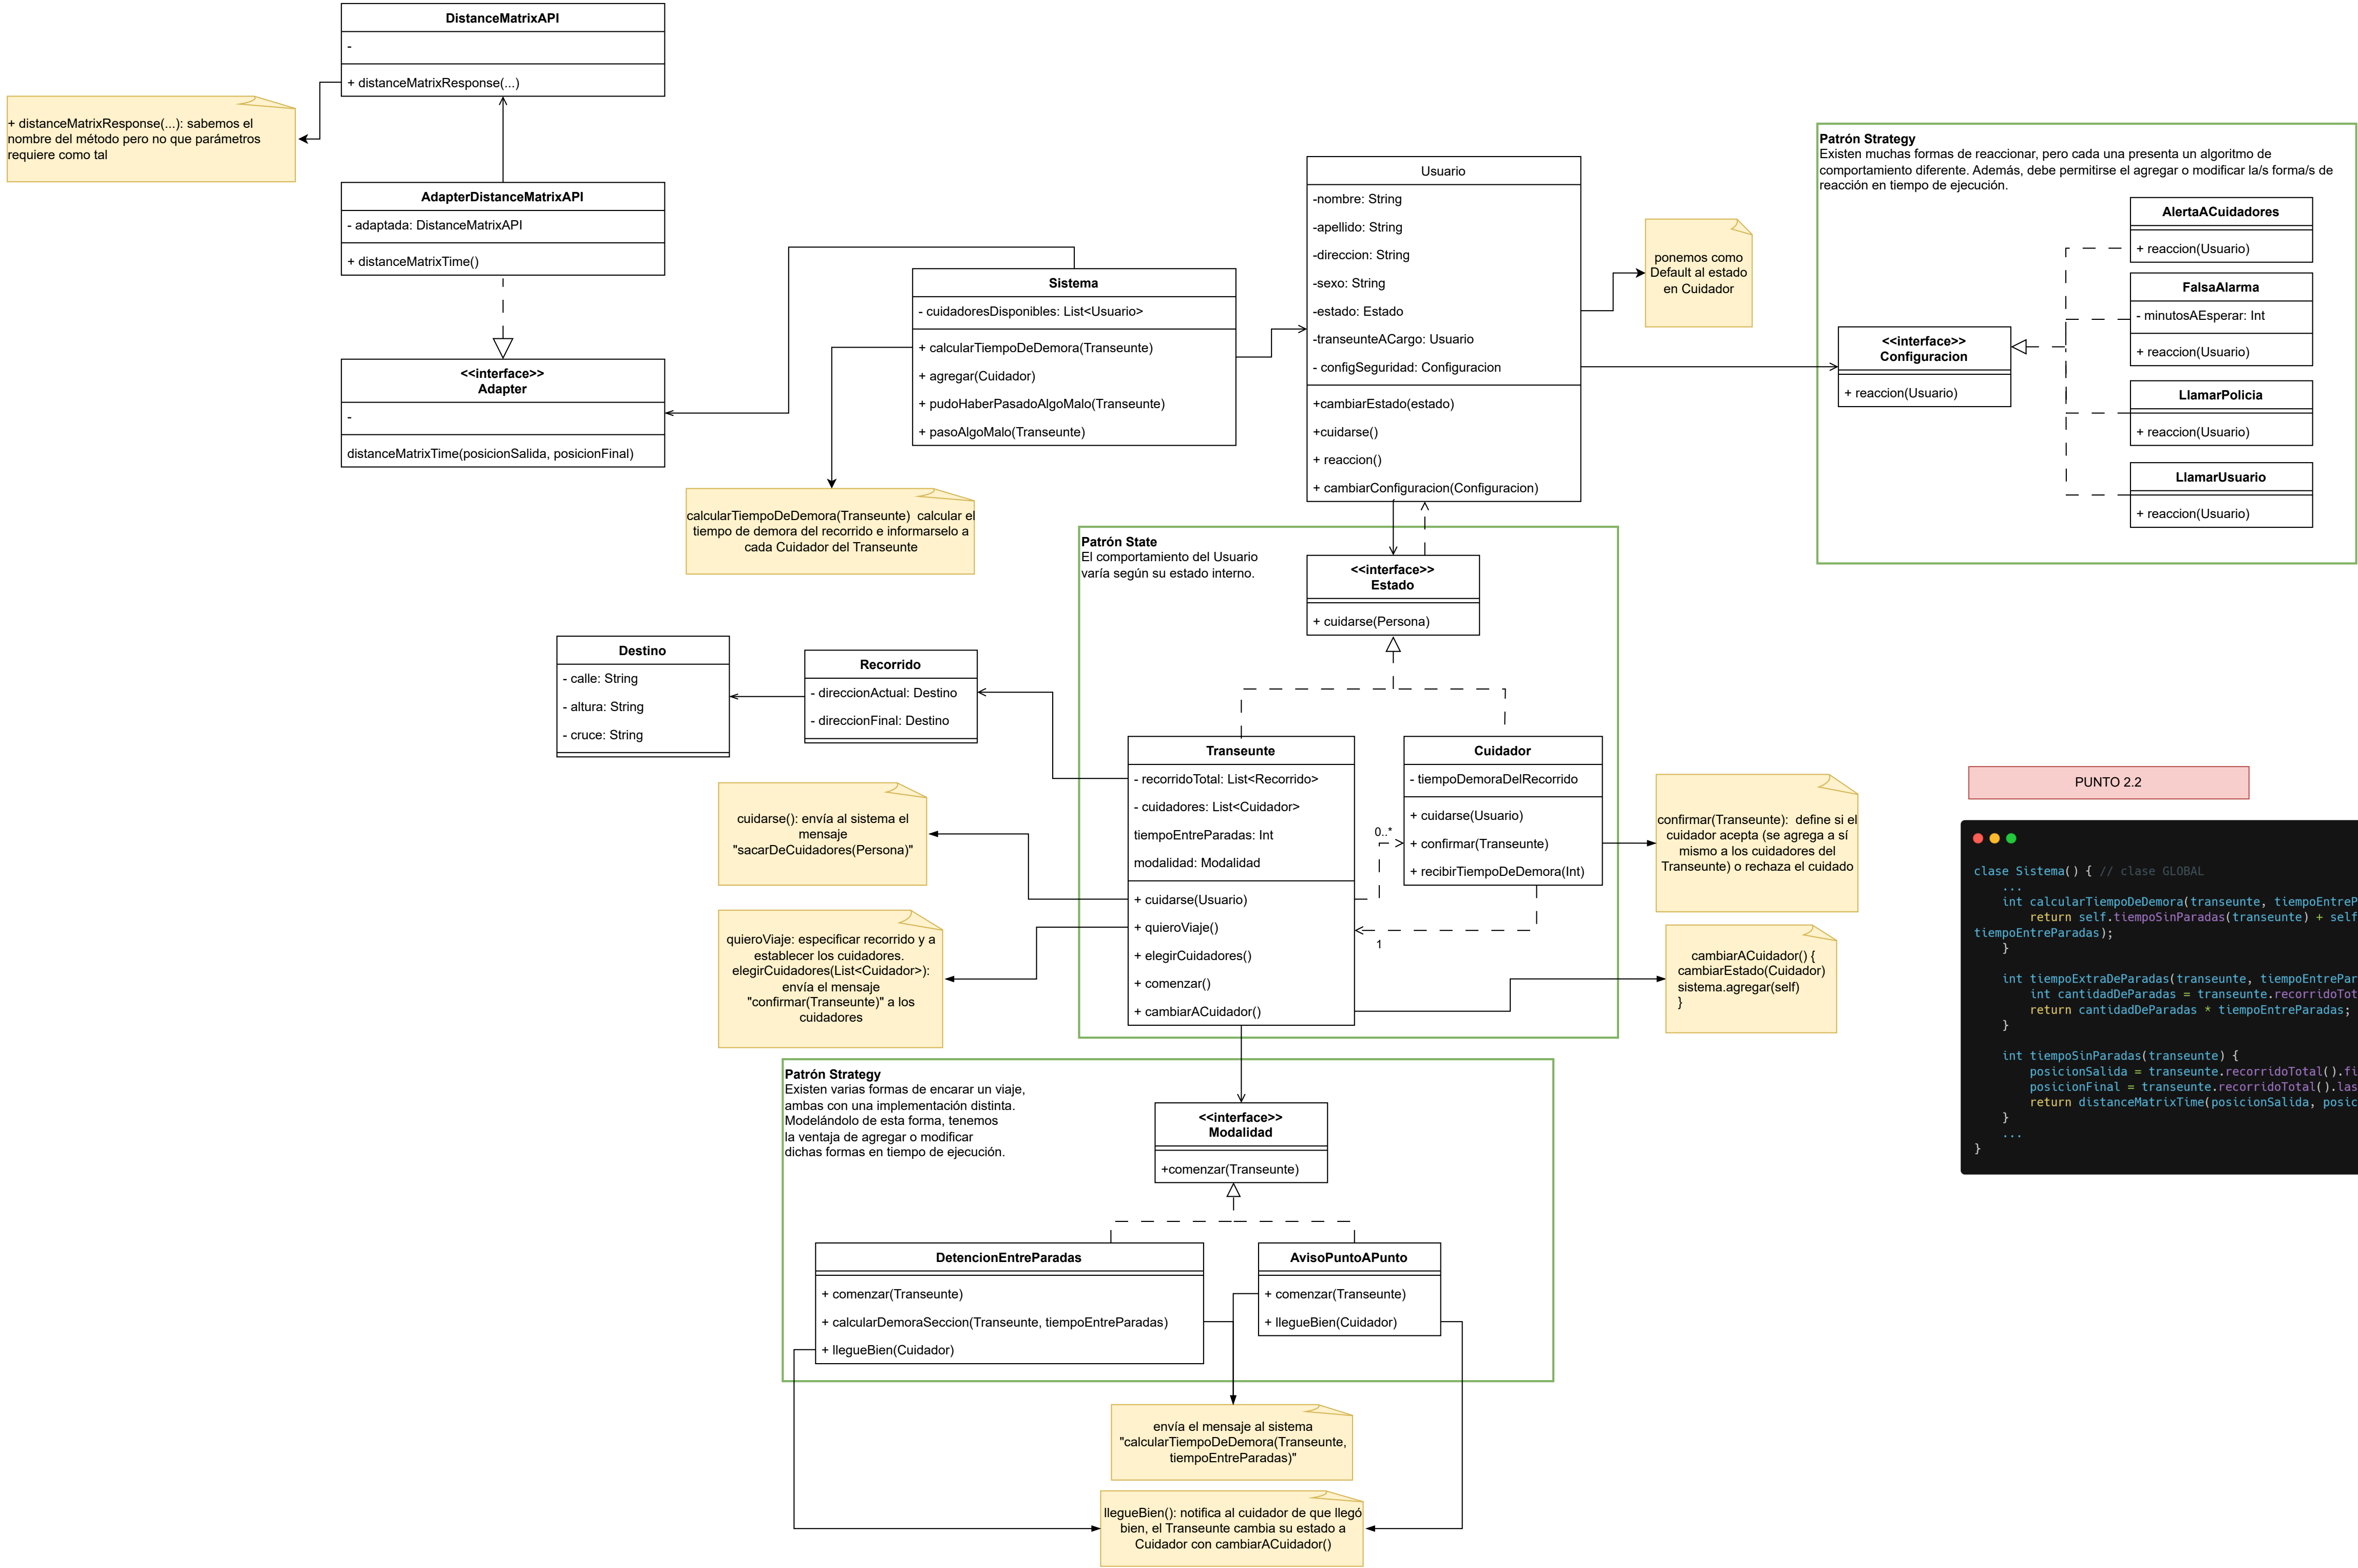 DistanceMatrixAPI
-
+ distanceMatrixResponse(...)
+ distanceMatrixResponse(...): sabemos el
nombre del método pero no que parámetros
requiere como tal
AdapterDistanceMatrixAPI
- adaptada: DistanceMatrixAPI
+ distanceMatrixTime()
<<interface>>
Adapter
-
distanceMatrixTime(posicionSalida, posicionFinal)
Sistema
- cuidadoresDisponibles: List<Usuario>
+ calcularTiempoDeDemora(Transeunte)
+ agregar(Cuidador)
+ pudoHaberPasadoAlgoMalo(Transeunte)
+ pasoAlgoMalo(Transeunte)
calcularTiempoDeDemora(Transeunte)  calcular el
tiempo de demora del recorrido e informarselo a
cada Cuidador del Transeunte
Usuario
-nombre: String
-apellido: String
-direccion: String
-sexo: String
-estado: Estado
-transeunteACargo: Usuario
- configSeguridad: Configuracion
+cambiarEstado(estado)
+cuidarse()
+ reaccion()
+ cambiarConfiguracion(Configuracion)
ponemos como
Default al estado
en Cuidador
Patrón Strategy
Existen muchas formas de reaccionar, pero cada una presenta un algoritmo de
comportamiento diferente. Además, debe permitirse el agregar o modificar la/s forma/s de
reacción en tiempo de ejecución.
<<interface>>
Configuracion
+ reaccion(Usuario)
AlertaACuidadores
+ reaccion(Usuario)
FalsaAlarma
- minutosAEsperar: Int
+ reaccion(Usuario)
LlamarPolicia
+ reaccion(Usuario)
LlamarUsuario
+ reaccion(Usuario)
Patrón State
El comportamiento del Usuario
varía según su estado interno.
<<interface>>
Estado
+ cuidarse(Persona)
Destino
- calle: String
- altura: String
- cruce: String
Recorrido
- direccionActual: Destino
- direccionFinal: Destino
Transeunte
- recorridoTotal: List<Recorrido>
- cuidadores: List<Cuidador>
tiempoEntreParadas: Int
modalidad: Modalidad
+ cuidarse(Usuario)
+ quieroViaje()
+ elegirCuidadores()
+ comenzar()
+ cambiarACuidador()
0..*
1
Cuidador
- tiempoDemoraDelRecorrido
+ cuidarse(Usuario)
+ confirmar(Transeunte)
+ recibirTiempoDeDemora(Int)
cuidarse(): envía al sistema el
mensaje
"sacarDeCuidadores(Persona)"
quieroViaje: especificar recorrido y a
establecer los cuidadores.
elegirCuidadores(List<Cuidador>):
envía el mensaje
"confirmar(Transeunte)" a los
cuidadores
confirmar(Transeunte):  define si el
cuidador acepta (se agrega a sí
mismo a los cuidadores del
Transeunte) o rechaza el cuidado
cambiarACuidador() {
cambiarEstado(Cuidador)
sistema.agregar(self)
}
PUNTO 2.2
clase Sistema() { // clase GLOBAL
...
int calcularTiempoDeDemora(transeunte, tiempoEntreP
return self.tiempoSinParadas(transeunte) + self
tiempoEntreParadas);
}
int tiempoExtraDeParadas(transeunte, tiempoEntrePar
int cantidadDeParadas = transeunte.recorridoTot
return cantidadDeParadas * tiempoEntreParadas;
}
int tiempoSinParadas(transeunte) {
posicionSalida = transeunte.recorridoTotal().fi
posicionFinal = transeunte.recorridoTotal().las
return distanceMatrixTime(posicionSalida, posic
}
...
}
Patrón Strategy
Existen varias formas de encarar un viaje,
ambas con una implementación distinta.
Modelándolo de esta forma, tenemos
la ventaja de agregar o modificar
dichas formas en tiempo de ejecución.
<<interface>>
Modalidad
+comenzar(Transeunte)
DetencionEntreParadas
+ comenzar(Transeunte)
+ calcularDemoraSeccion(Transeunte, tiempoEntreParadas)
+ llegueBien(Cuidador)
AvisoPuntoAPunto
+ comenzar(Transeunte)
+ llegueBien(Cuidador)
envía el mensaje al sistema
"calcularTiempoDeDemora(Transeunte,
tiempoEntreParadas)"
llegueBien(): notifica al cuidador de que llegó
bien, el Transeunte cambia su estado a
Cuidador con cambiarACuidador()